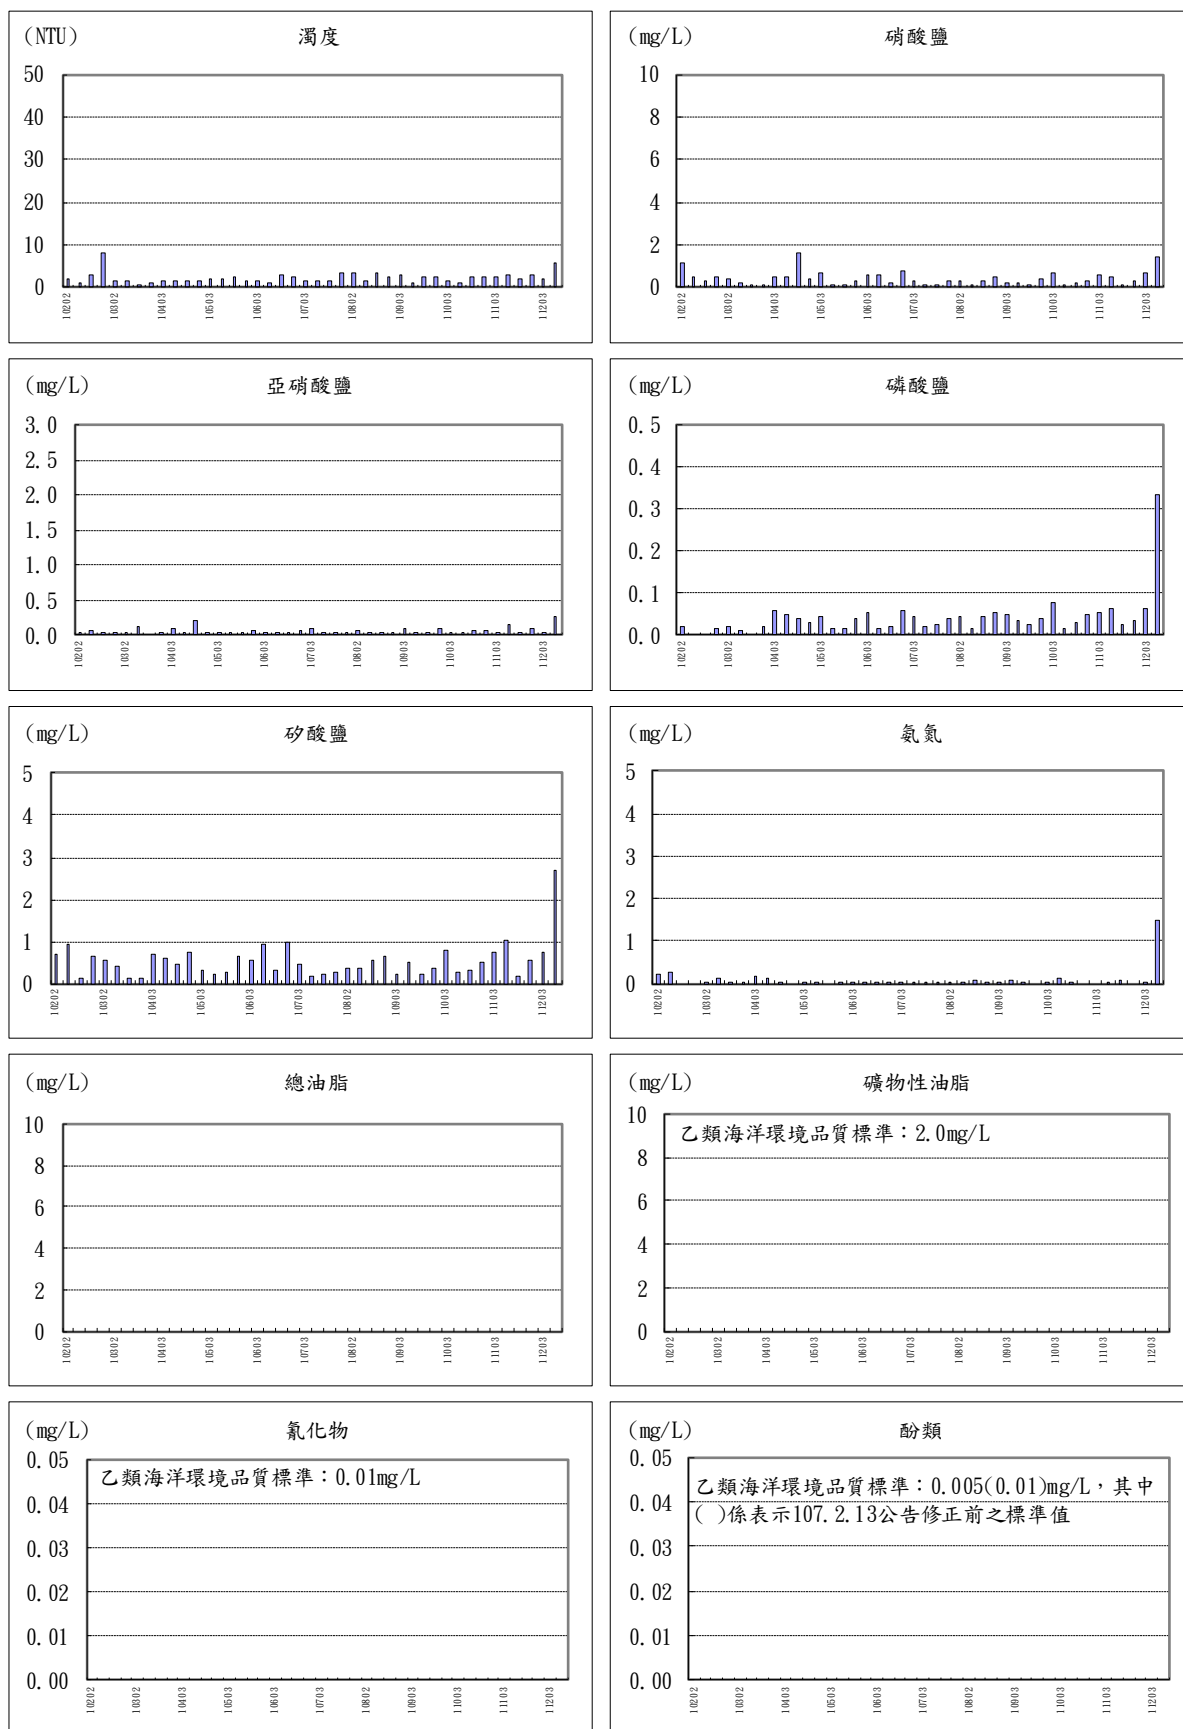 (NTU) 濁度
50
40
30
20
10
0
10202 10302 10403 10503 10603 10703 10802 10903 11003 11103 11203
(mg/L) 硝酸鹽
10
8
6
4
2
0
10202 10302 10403 10503 10603 10703 10802 10903 11003 11103 11203
(mg/L) 亞硝酸鹽
3.0
2.5
2.0
1.5
1.0
0.5
0.0
10202 10302 10403 10503 10603 10703 10802 10903 11003 11103 11203
(mg/L) 磷酸鹽
0.5
0.4
0.3
0.2
0.1
0.0
10202 10302 10403 10503 10603 10703 10802 10903 11003 11103 11203
(mg/L) 矽酸鹽
5
4
3
2
1
0
10202 10302 10403 10503 10603 10703 10802 10903 11003 11103 11203
(mg/L) 氨氮
5
4
3
2
1
0
10202 10302 10403 10503 10603 10703 10802 10903 11003 11103 11203
(mg/L) 總油脂
10
8
6
4
2
0
10202 10302 10403 10503 10603 10703 10802 10903 11003 11103 11203
(mg/L) 礦物性油脂
乙類海洋環境品質標準：2.0mg/L
10
8
6
4
2
0
10202 10302 10403 10503 10603 10703 10802 10903 11003 11103 11203
(mg/L) 氰化物
乙類海洋環境品質標準：0.01mg/L
0.05
0.04
0.03
0.02
0.01
0.00
10202 10302 10403 10503 10603 10703 10802 10903 11003 11103 11203
(mg/L) 酚類
乙類海洋環境品質標準：0.005(0.01)mg/L，其中
( )係表示107.2.13公告修正前之標準值
0.05
0.04
0.03
0.02
0.01
0.00
10202 10302 10403 10503 10603 10703 10802 10903 11003 11103 11203